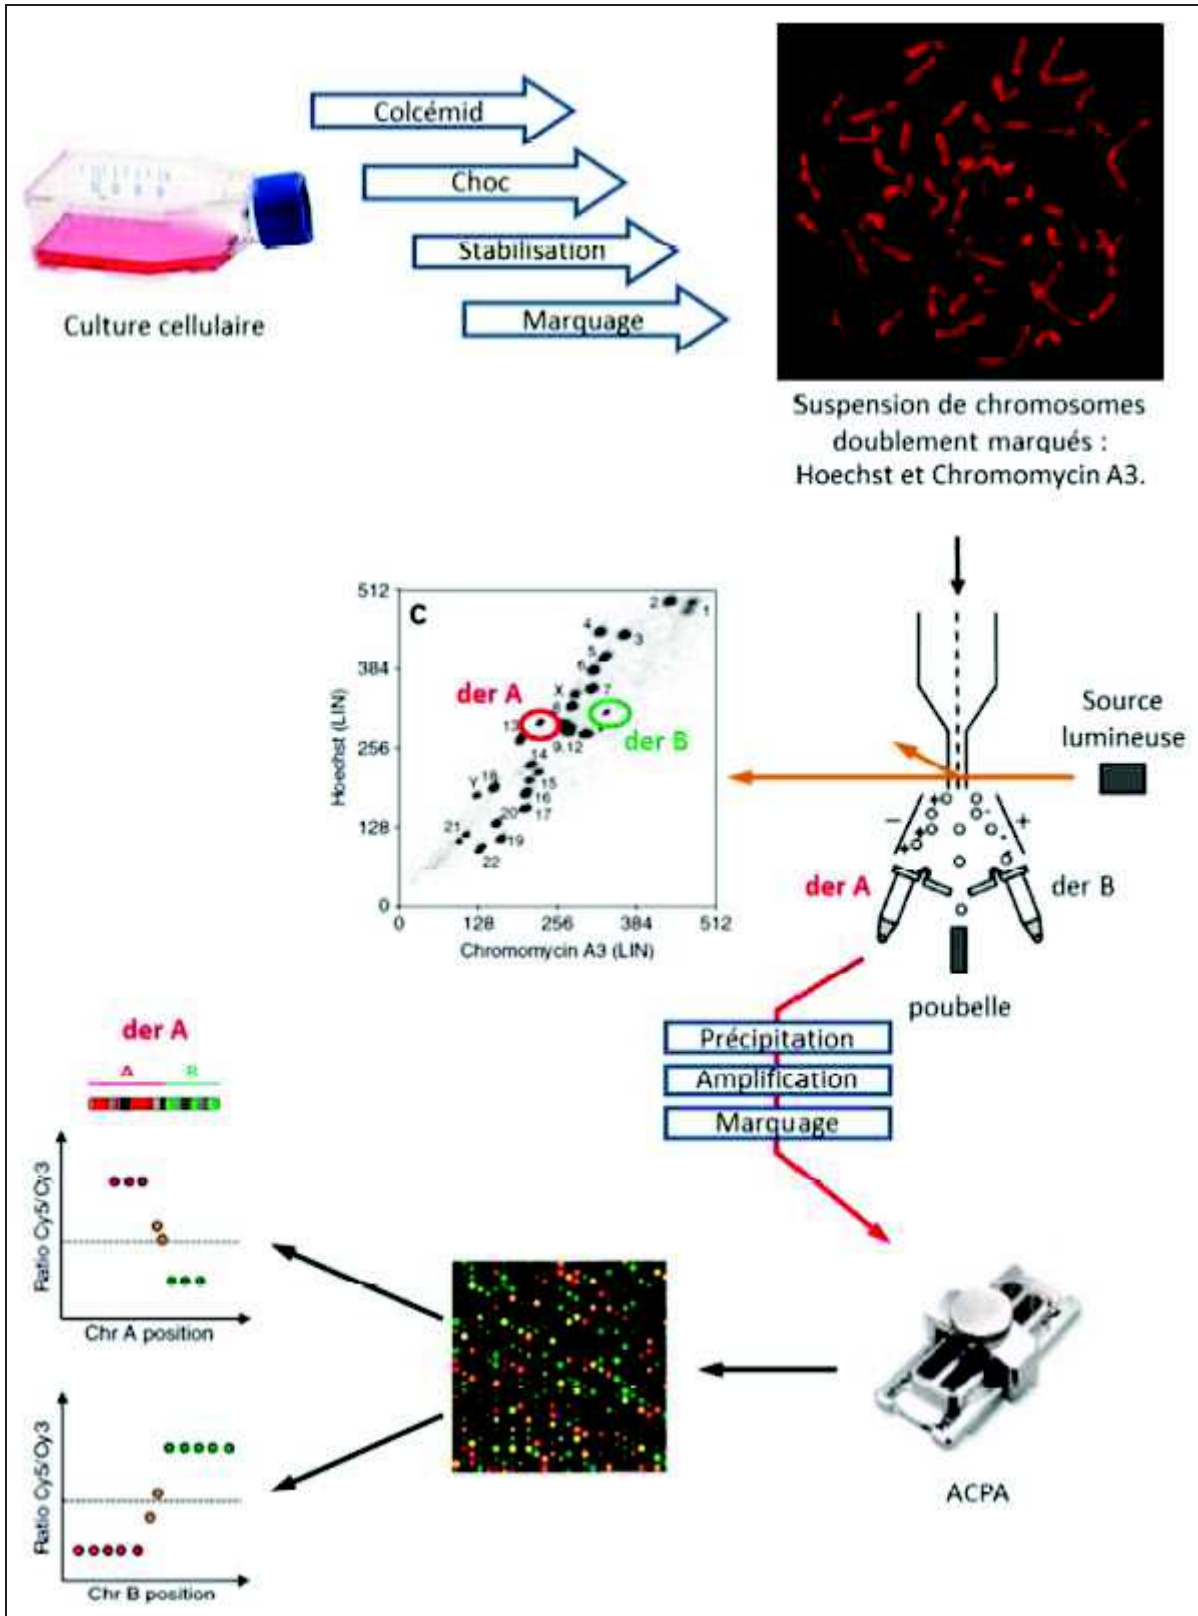 Colcémid
Choc
Stabilisation
Marquage
Culture cellulaire
Suspension de chromosomes
doublement marqués :
Hoechst et Chromomycin A3.
C
512
384
256
128
0
Hoechst (LIN)
2
1
4
3
5
6
X
7
8
der A
der B
13
9.12
14
Y
18
15
16
17
20
21
19
22
0
128
256
384
512
Chromomycin A3 (LIN)
Source
lumineuse
−
+
der A
der B
poubelle
Précipitation
Amplification
Marquage
der A
A
B
Ratio Cy5/Cy3
Chr A position
Ratio Cy5/Cy3
Chr B position
ACPA